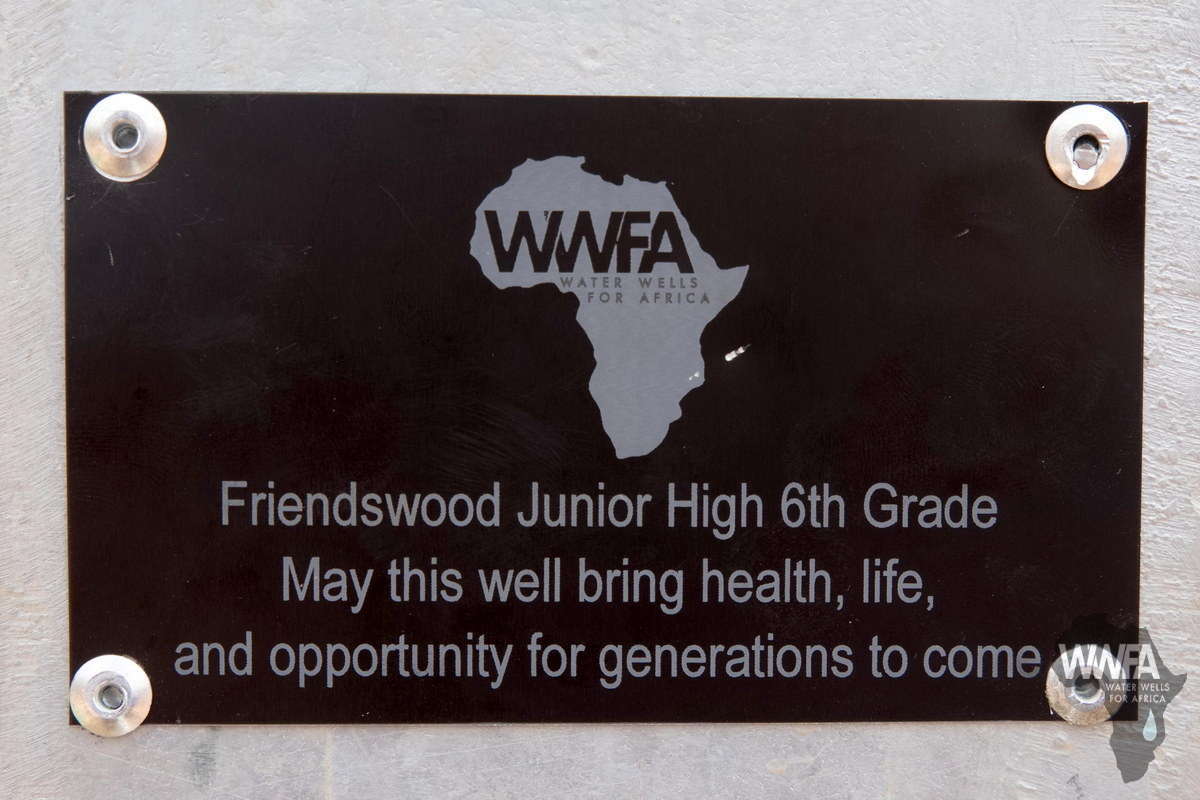 WWFA
WATER WELLS
FOR AFRICA
Friendswood Junior High 6th Grade
May this well bring health, life,
and opportunity for generations to come
WWFA
WATER WELLS
FOR AFRICA